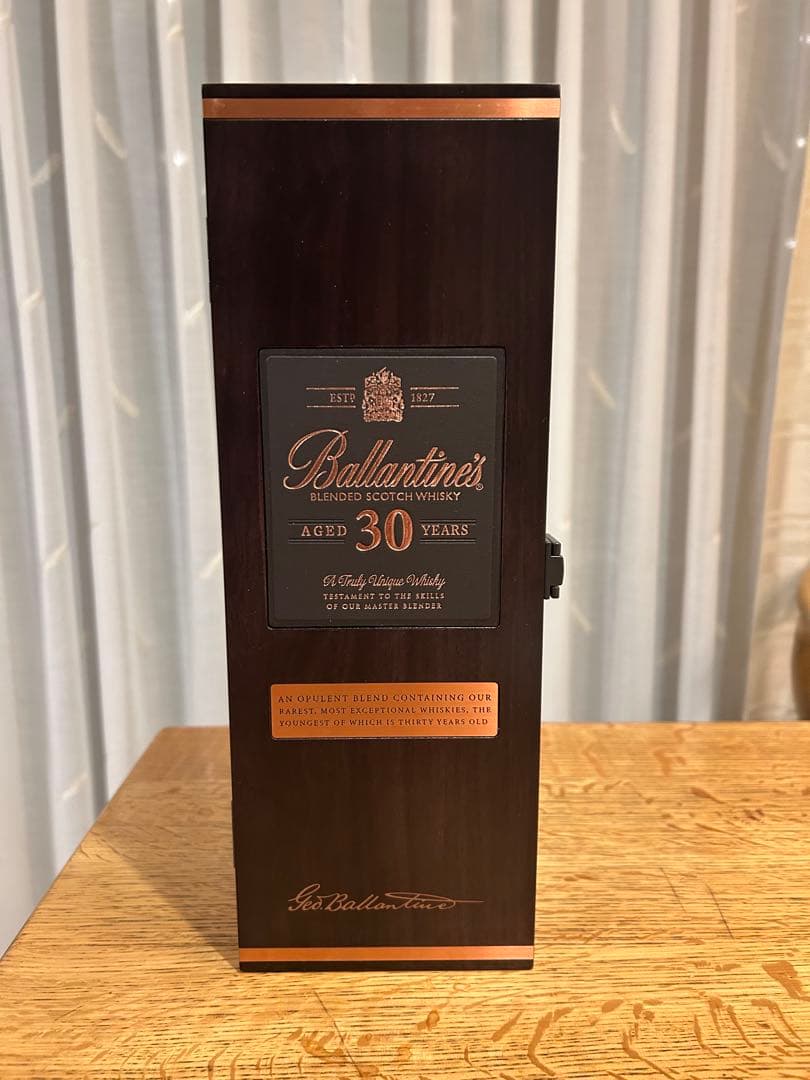 ESTD 1827
Ballantine's®
BLENDED SCOTCH WHISKY
AGED 30 YEARS
A Truly Unique Whisky
TESTAMENT TO THE SKILLS
OF OUR MASTER BLENDER
AN OPULENT BLEND CONTAINING OUR
RAREST, MOST EXCEPTIONAL WHISKIES, THE
YOUNGEST OF WHICH IS THIRTY YEARS OLD
Geo. Ballantine